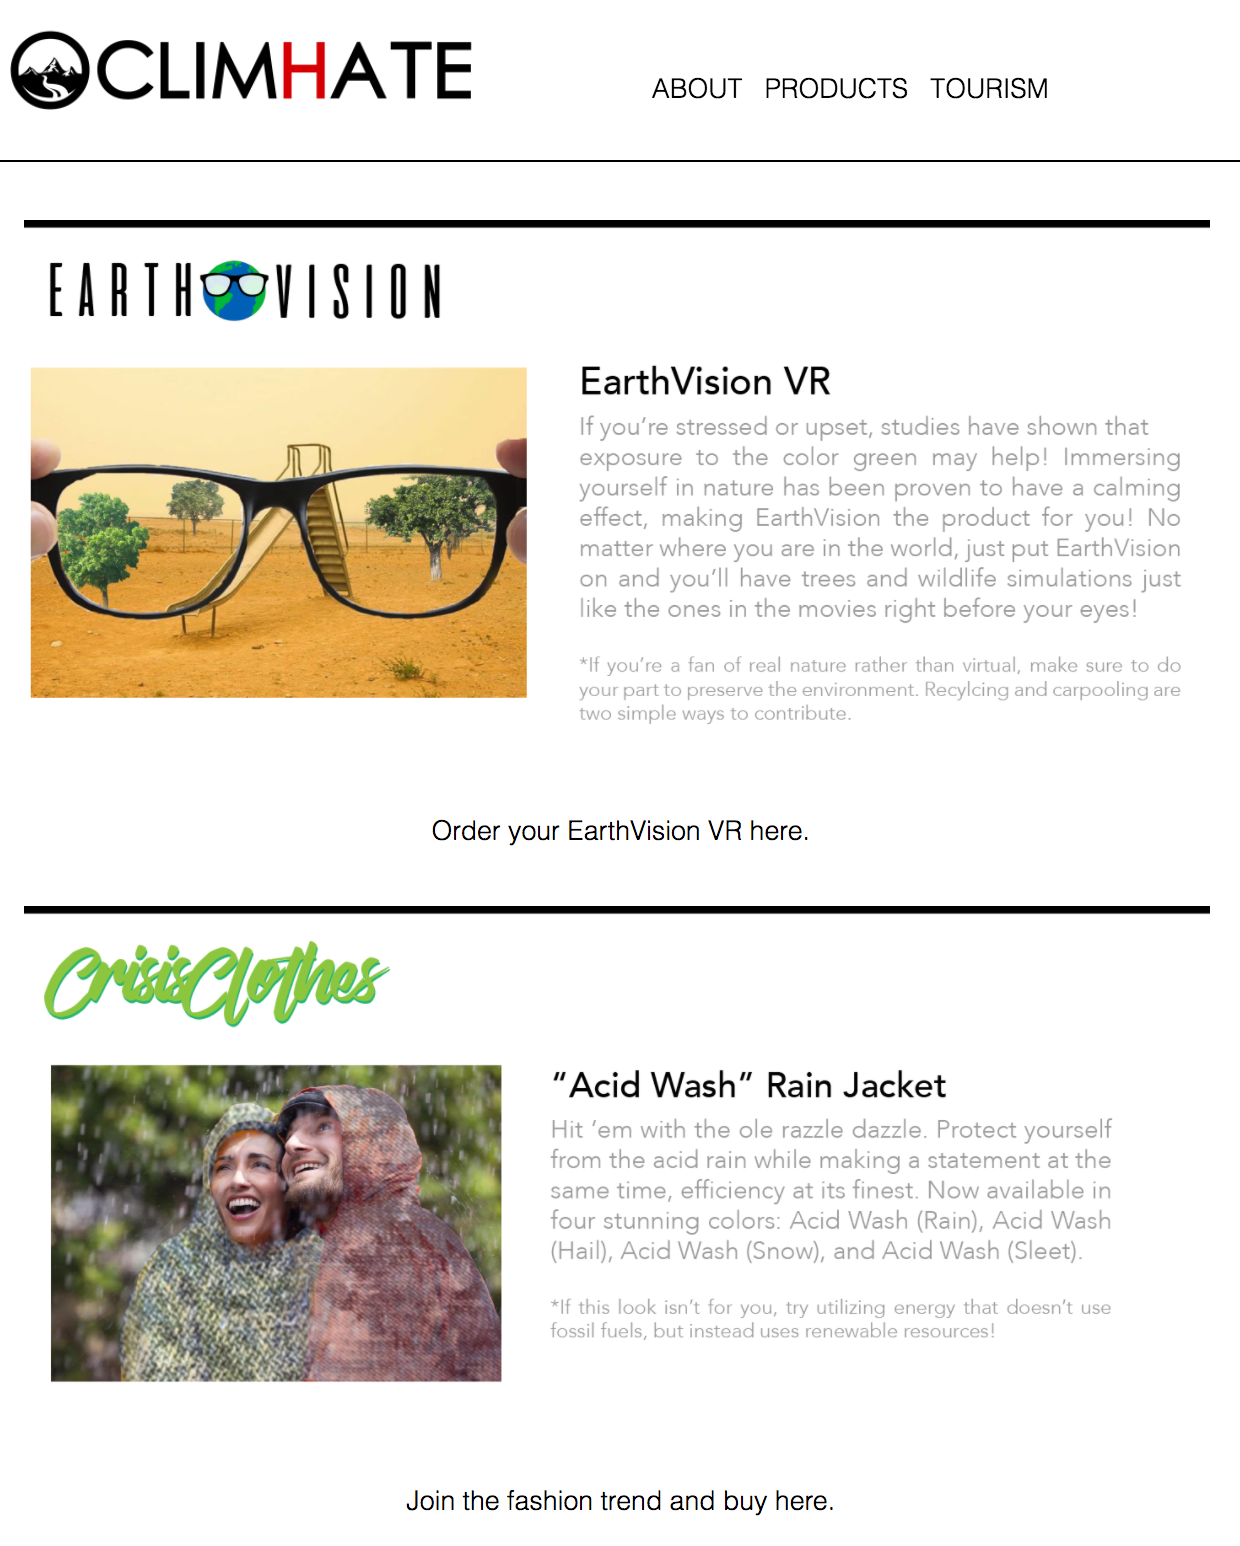 CLIMHATE
ABOUT PRODUCTS TOURISM
EARTH VISION
EarthVision VR
If you’re stressed or upset, studies have shown that
exposure to the color green may help! Immersing
yourself in nature has been proven to have a calming
effect, making EarthVision the product for you! No
matter where you are in the world, just put EarthVision
on and you’ll have trees and wildlife simulations just
like the ones in the movies right before your eyes!
*If you’re a fan of real nature rather than virtual, make sure to do
your part to preserve the environment. Recylcing and carpooling are
two simple ways to contribute.
Order your EarthVision VR here.
CrisisClothes
“Acid Wash” Rain Jacket
Hit ‘em with the ole razzle dazzle. Protect yourself
from the acid rain while making a statement at the
same time, efficiency at its finest. Now available in
four stunning colors: Acid Wash (Rain), Acid Wash
(Hail), Acid Wash (Snow), and Acid Wash (Sleet).
*If this look isn’t for you, try utilizing energy that doesn’t use
fossil fuels, but instead uses renewable resources!
Join the fashion trend and buy here.